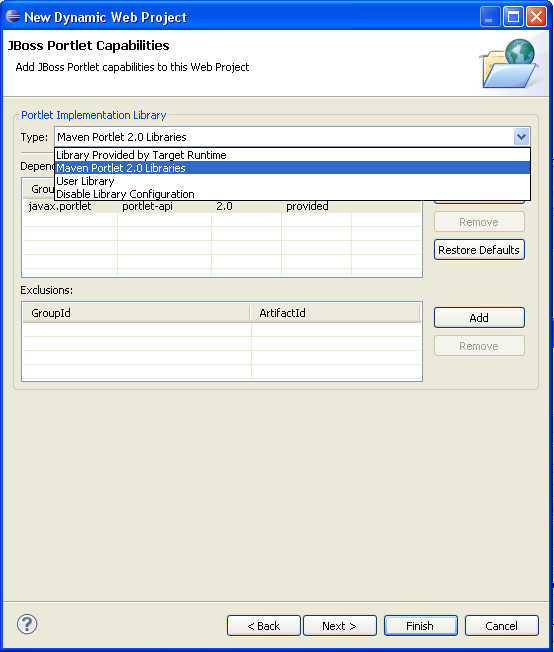 New Dynamic Web Project
JBoss Portlet Capabilities
Add JBoss Portlet capabilities to this Web Project
Portlet Implementation Library
Type: Maven Portlet 2.0 Libraries
Library Provided by Target Runtime
Maven Portlet 2.0 Libraries
User Library
Disable Library Configuration
javax.portlet portlet-api 2.0 provided
Remove
Restore Defaults
Exclusions:
GroupId ArtifactId
Add
Remove
? < Back Next > Finish Cancel